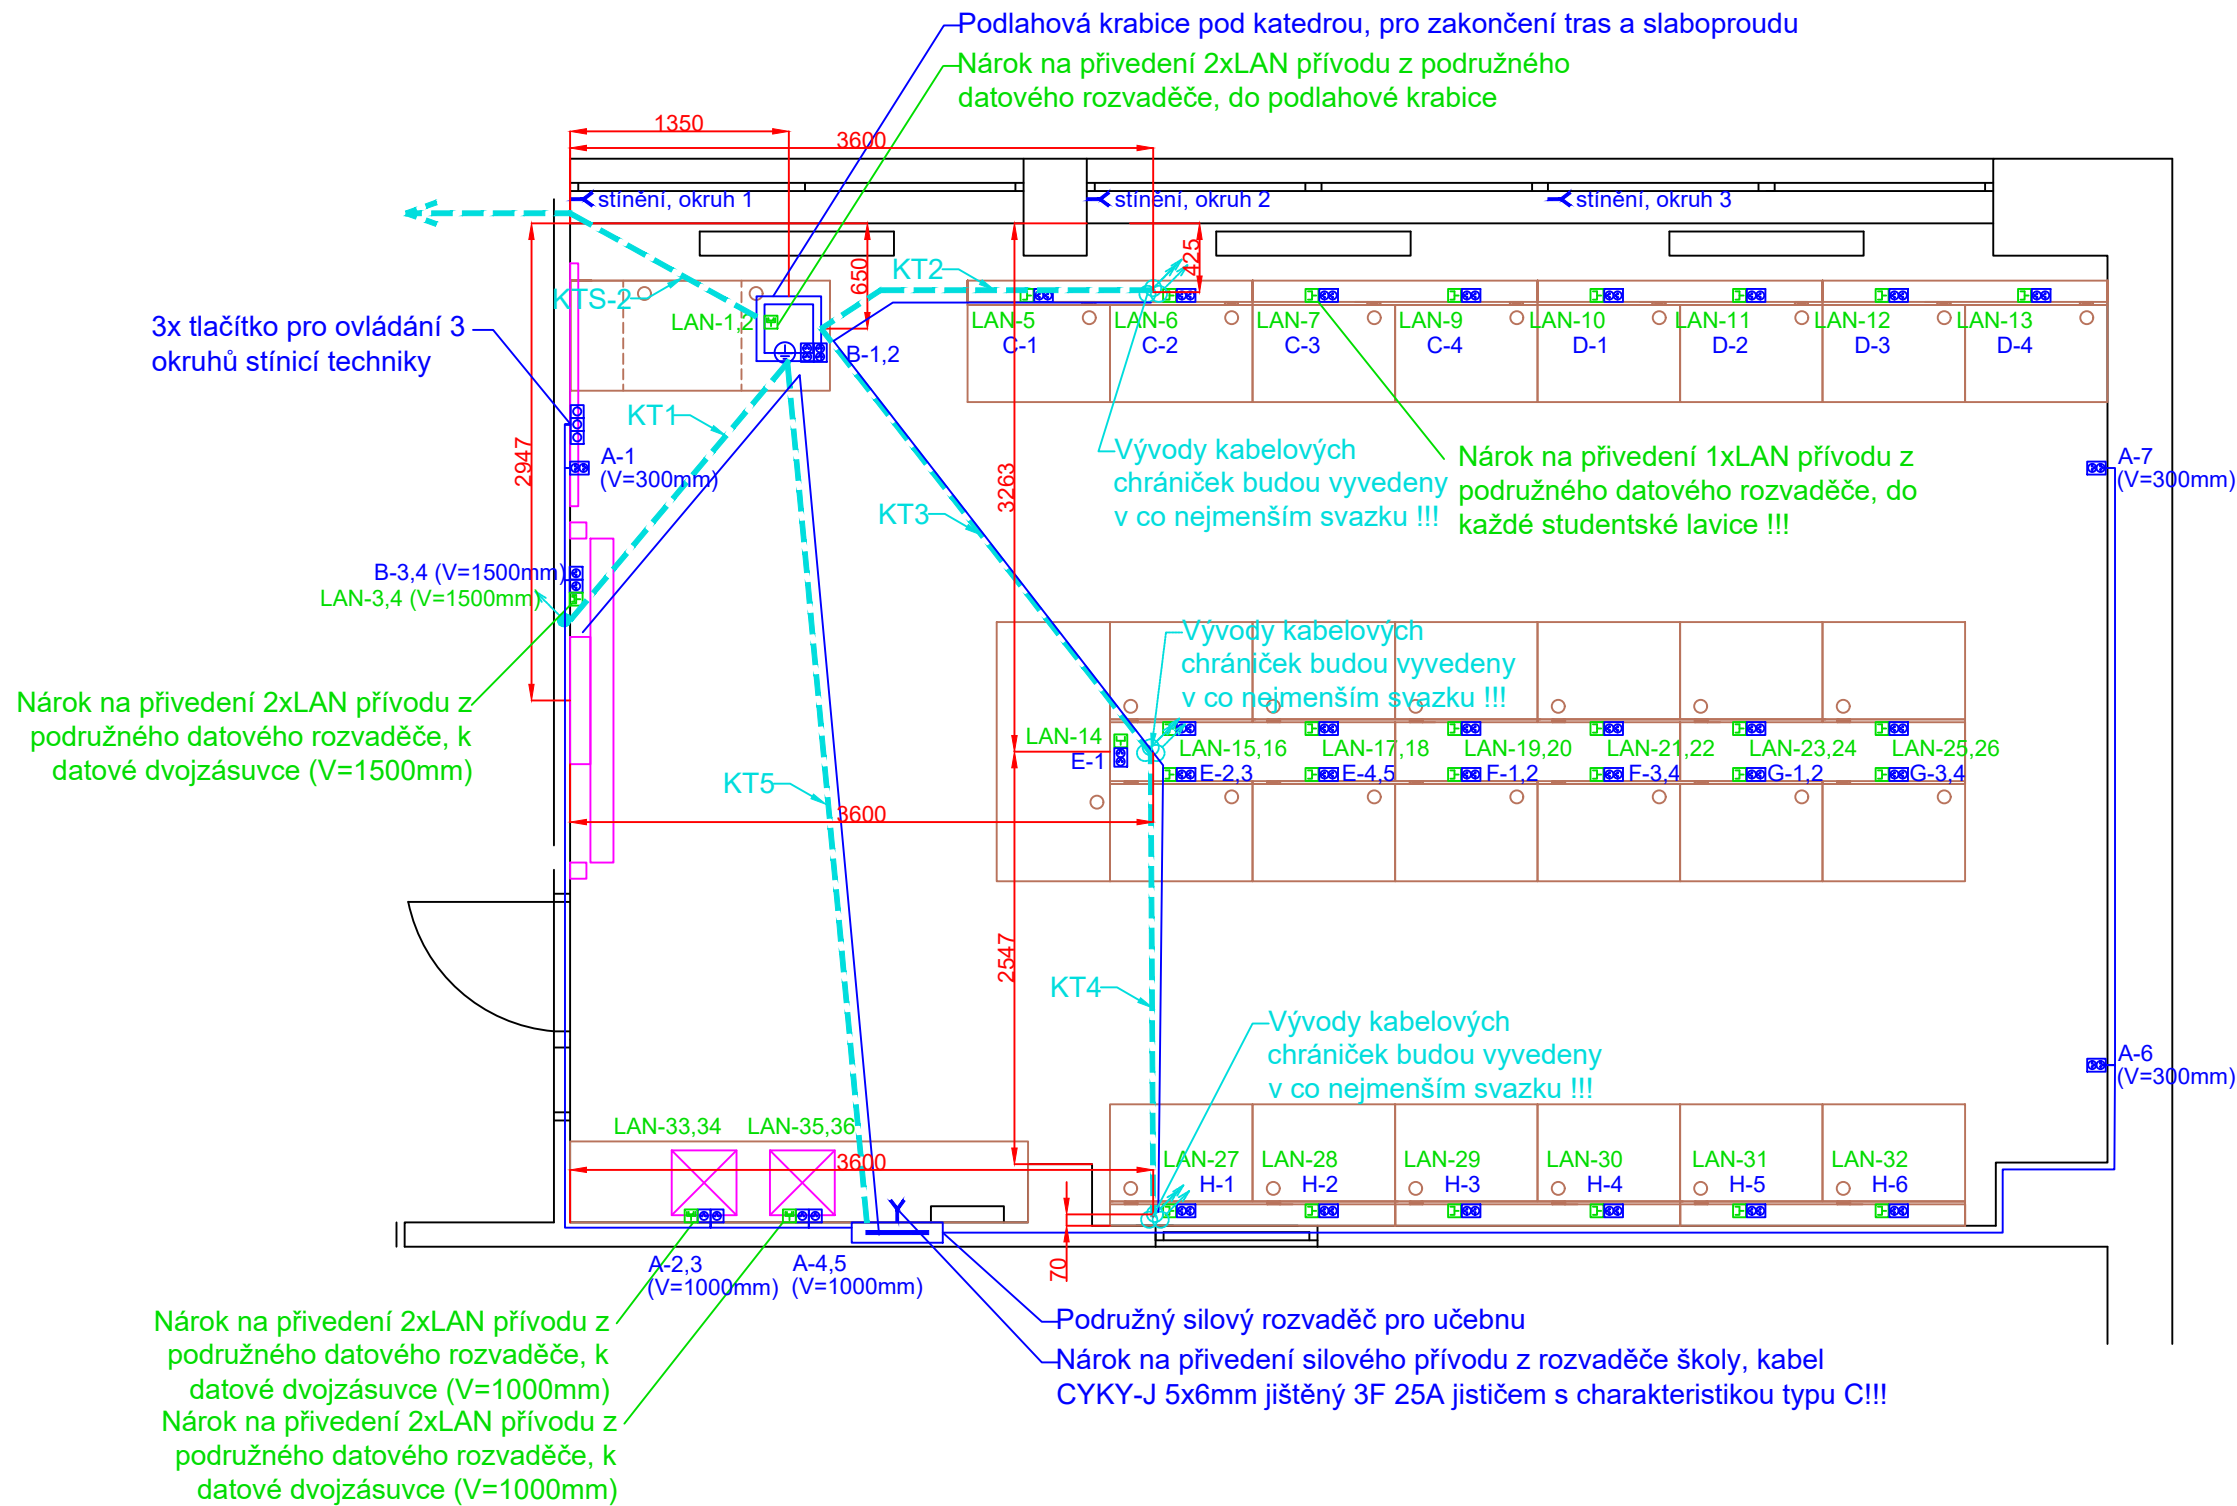 Podlahová krabice pod katedrou, pro zakončení tras a slaboproudu
Nárok na přivedení 2xLAN přívodu z podružného
datového rozvaděče, do podlahové krabice
1350
3600
stínění, okruh 1
stínění, okruh 2
stínění, okruh 3
650
425
KT2
KTS-2
LAN-1,2
B-1,2
3x tlačítko pro ovládání 3
okruhů stínicí techniky
LAN-5
C-1
LAN-6
C-2
LAN-7
C-3
LAN-9
C-4
LAN-10
D-1
LAN-11
D-2
LAN-12
D-3
LAN-13
D-4
KT1
2947
A-1
(V=300mm)
3263
KT3
Vývody kabelových
chrániček budou vyvedeny
v co nejmenším svazku !!!
Nárok na přivedení 1xLAN přívodu z
podružného datového rozvaděče, do
každé studentské lavice !!!
A-7
(V=300mm)
B-3,4 (V=1500mm)
LAN-3,4 (V=1500mm)
Vývody kabelových
chrániček budou vyvedeny
v co nejmenším svazku !!!
Nárok na přivedení 2xLAN přívodu z
podružného datového rozvaděče, k
datové dvojzásuvce (V=1500mm)
LAN-14
E-1
LAN-15,16
E-2,3
LAN-17,18
E-4,5
LAN-19,20
F-1,2
LAN-21,22
F-3,4
LAN-23,24
G-1,2
LAN-25,26
G-3,4
KT5
3600
2547
KT4
Vývody kabelových
chrániček budou vyvedeny
v co nejmenším svazku !!!
A-6
(V=300mm)
LAN-33,34
LAN-35,36
3600
LAN-27
H-1
LAN-28
H-2
LAN-29
H-3
LAN-30
H-4
LAN-31
H-5
LAN-32
H-6
70
A-2,3
(V=1000mm)
A-4,5
(V=1000mm)
Nárok na přivedení 2xLAN přívodu z
podružného datového rozvaděče, k
datové dvojzásuvce (V=1000mm)
Nárok na přivedení 2xLAN přívodu z
podružného datového rozvaděče, k
datové dvojzásuvce (V=1000mm)
Podružný silový rozvaděč pro učebnu
Nárok na přivedení silového přívodu z rozvaděče školy, kabel
CYKY-J 5x6mm jištěný 3F 25A jističem s charakteristikou typu C!!!